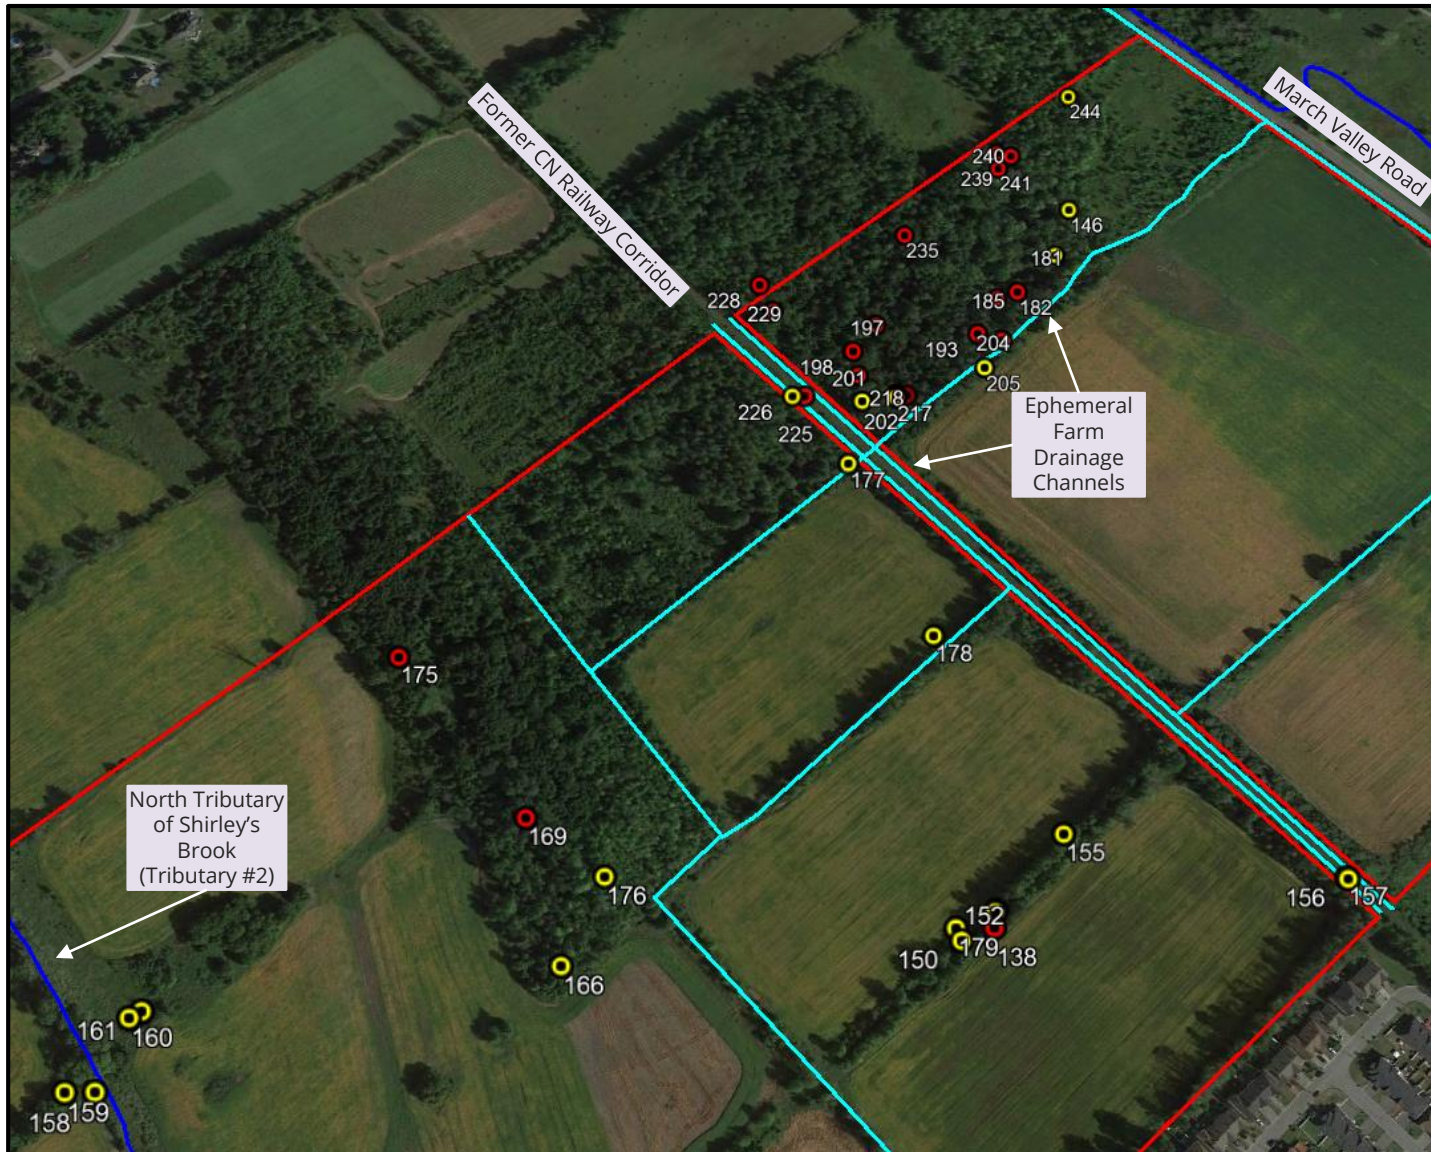 Former CN Railway Corridor
March Valley Road
244
240
239 241
146
235
181
228 229
185 182
197
193 204
198
201
205
218
226
202 217
225
Ephemeral
Farm
Drainage
Channels
177
178
175
North Tributary
of Shirley's
Brook
(Tributary #2)
169
155
176
156 157
152
150 179 138
166
161 160
158 159